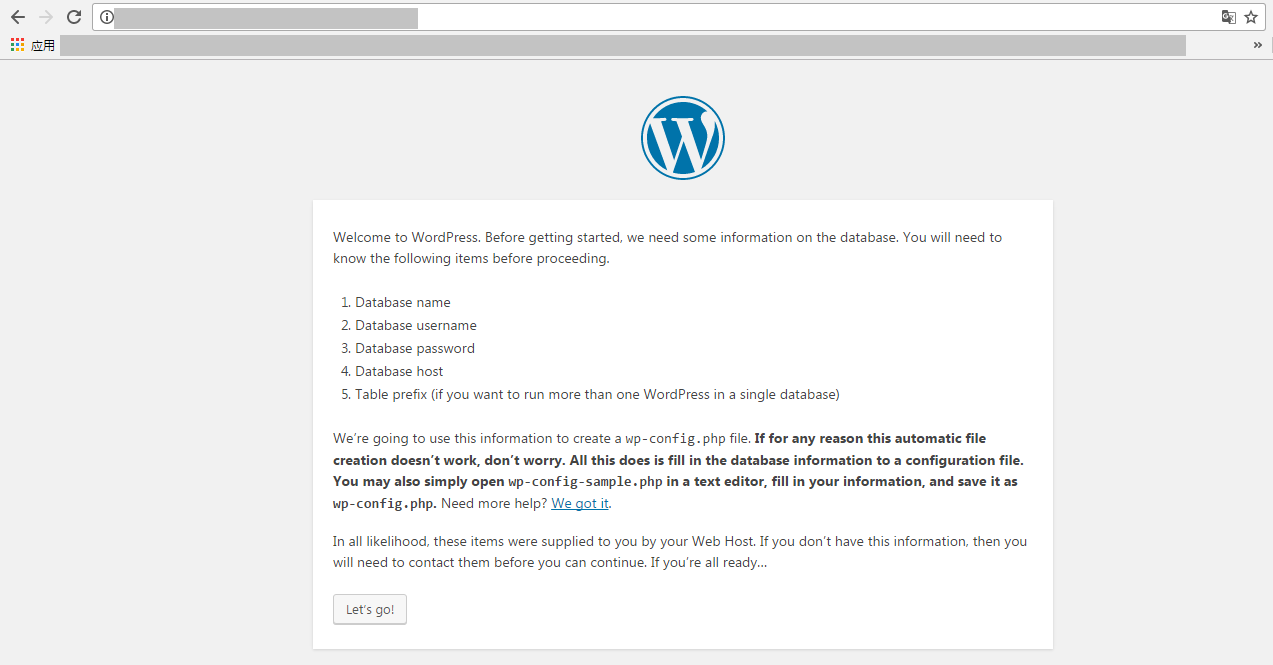 应用
»
Welcome to WordPress. Before getting started, we need some information on the database. You will need to
know the following items before proceeding.
1. Database name
2. Database username
3. Database password
4. Database host
5. Table prefix (if you want to run more than one WordPress in a single database)
We’re going to use this information to create a wp-config.php file. If for any reason this automatic file
creation doesn’t work, don’t worry. All this does is fill in the database information to a configuration file.
You may also simply open wp-config-sample.php in a text editor, fill in your information, and save it as
wp-config.php. Need more help? We got it.
In all likelihood, these items were supplied to you by your Web Host. If you don’t have this information, then you
will need to contact them before you can continue. If you’re all ready…
Let’s go!